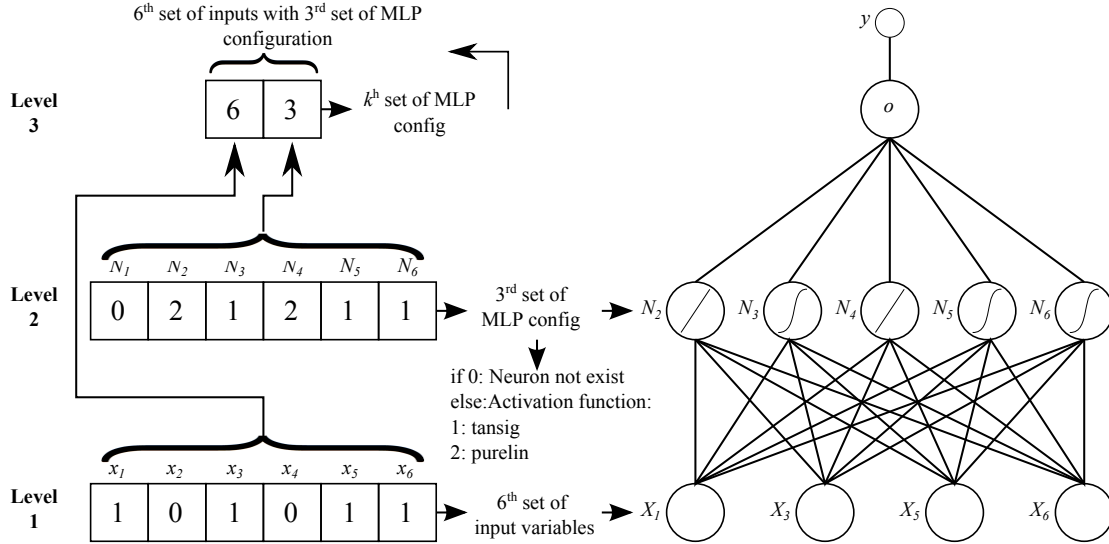 6th set of inputs with 3rd set of MLP
configuration
Level
3
6 3
kh set of MLP
config
y
o
Level
2
N1 N2 N3 N4 N5 N6
0 2 1 2 1 1
3rd set of
MLP config
N2 N3 N4 N5 N6
if 0: Neuron not exist
else:Activation function:
1: tansig
2: purelin
Level
1
x1 x2 x3 x4 x5 x6
1 0 1 0 1 1
6th set of
input variables
X1 X3 X5 X6